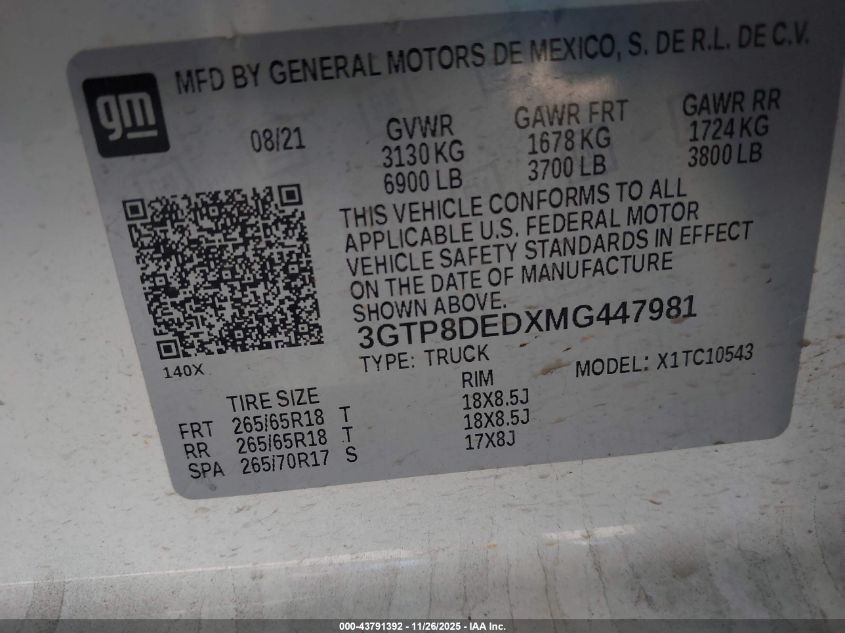 gm
MFD BY GENERAL MOTORS DE MEXICO, S. DE R.L. DE C.V.
08/21
GVWR
3130 KG
6900 LB
GAWR FRT
1678 KG
3700 LB
GAWR RR
1724 KG
3800 LB
THIS VEHICLE CONFORMS TO ALL
APPLICABLE U.S. FEDERAL MOTOR
VEHICLE SAFETY STANDARDS IN EFFECT
ON THE DATE OF MANUFACTURE
SHOWN ABOVE.
3GTP8DEDXMG447981
140X
TYPE: TRUCK
MODEL: X1TC10543
TIRE SIZE
RIM
FRT 265/65R18 T 18X8.5J
RR 265/65R18 T 18X8.5J
SPA 265/70R17 S 17X8J
000-43791392 - 11/26/2025 - IAA Inc.